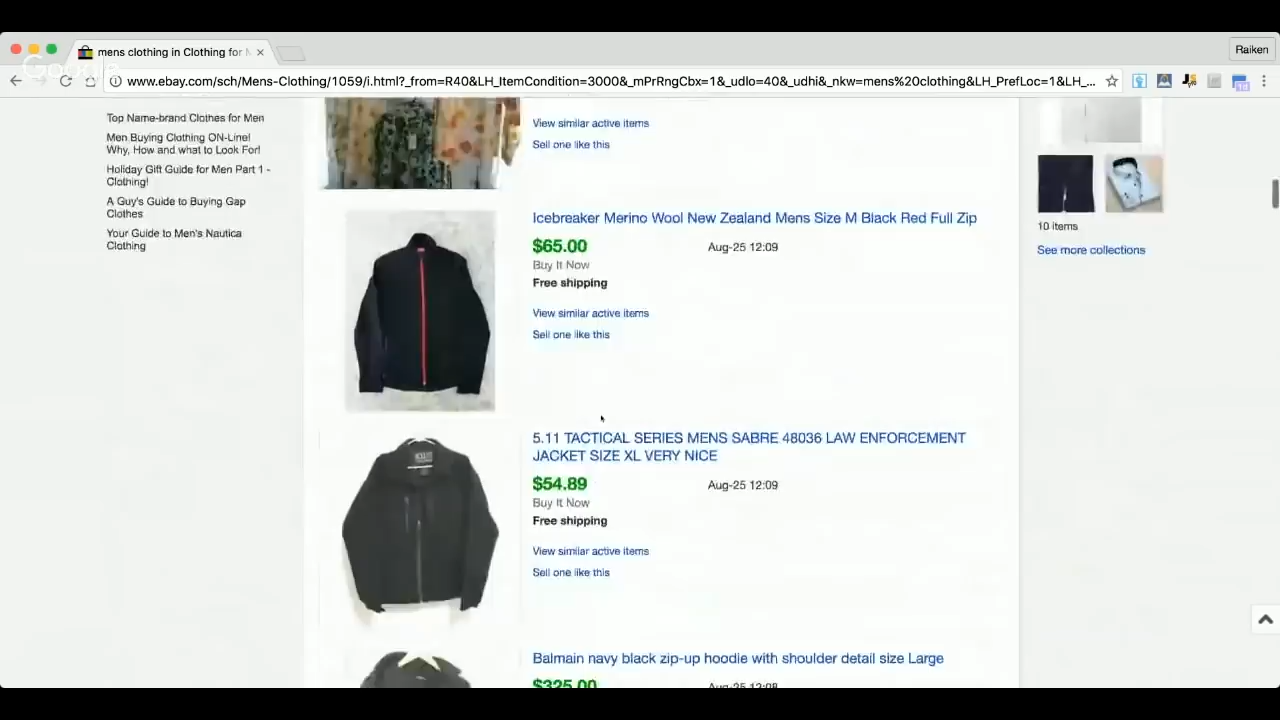 mens clothing in Clothing for M
Raiken
Google
www.ebay.com/sch/Mens-Clothing/1059/i.html?_from=R40&LH_ItemCondition=3000&_mPrRngCbx=1&_udlo=40&_udhi&_nkw=mens%20clothing&LH_PrefLoc=1&LH_...
Top Name-brand Clothes for Men
Men Buying Clothing ON-Line!
Why, How and what to Look For!
Holiday Gift Guide for Men Part 1 -
Clothing!
A Guy's Guide to Buying Gap
Clothes
Your Guide to Men's Nautica
Clothing
View similar active items
Sell one like this
Icebreaker Merino Wool New Zealand Mens Size M Black Red Full Zip
$65.00
Aug-25 12:09
Buy It Now
Free shipping
View similar active items
Sell one like this
5.11 TACTICAL SERIES MENS SABRE 48036 LAW ENFORCEMENT
JACKET SIZE XL VERY NICE
$54.89
Aug-25 12:09
Buy It Now
Free shipping
View similar active items
Sell one like this
Balmain navy black zip-up hoodie with shoulder detail size Large
$325.00
Aug-25 12:08
10 items
See more collections